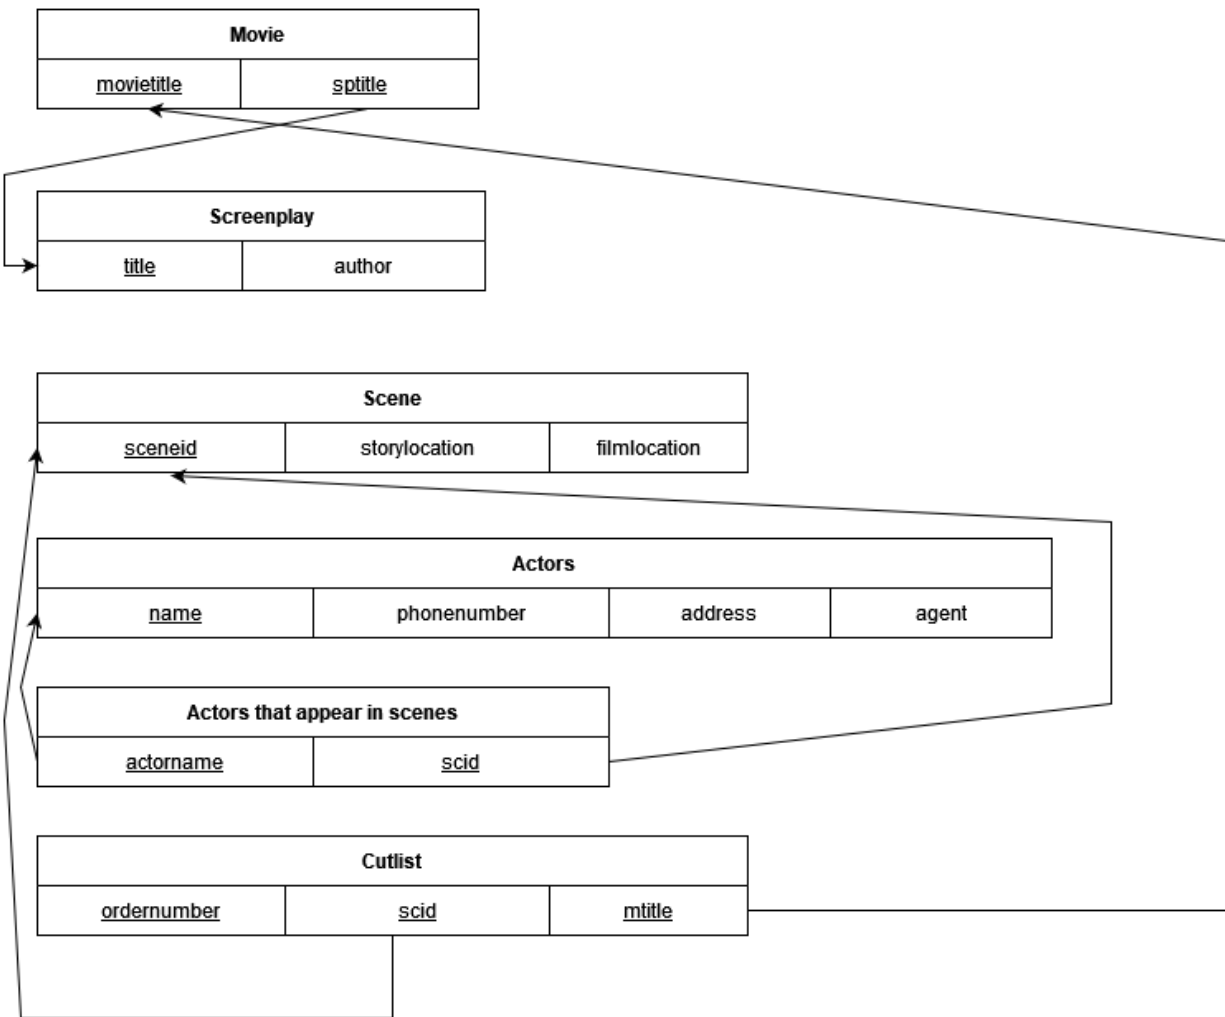 Movie
movietitle sptitle
Screenplay
title author
Scene
sceneid storylocation filmlocation
Actors
name phonenumber address agent
Actors that appear in scenes
actorname scid
Cutlist
ordernumber scid mtitle